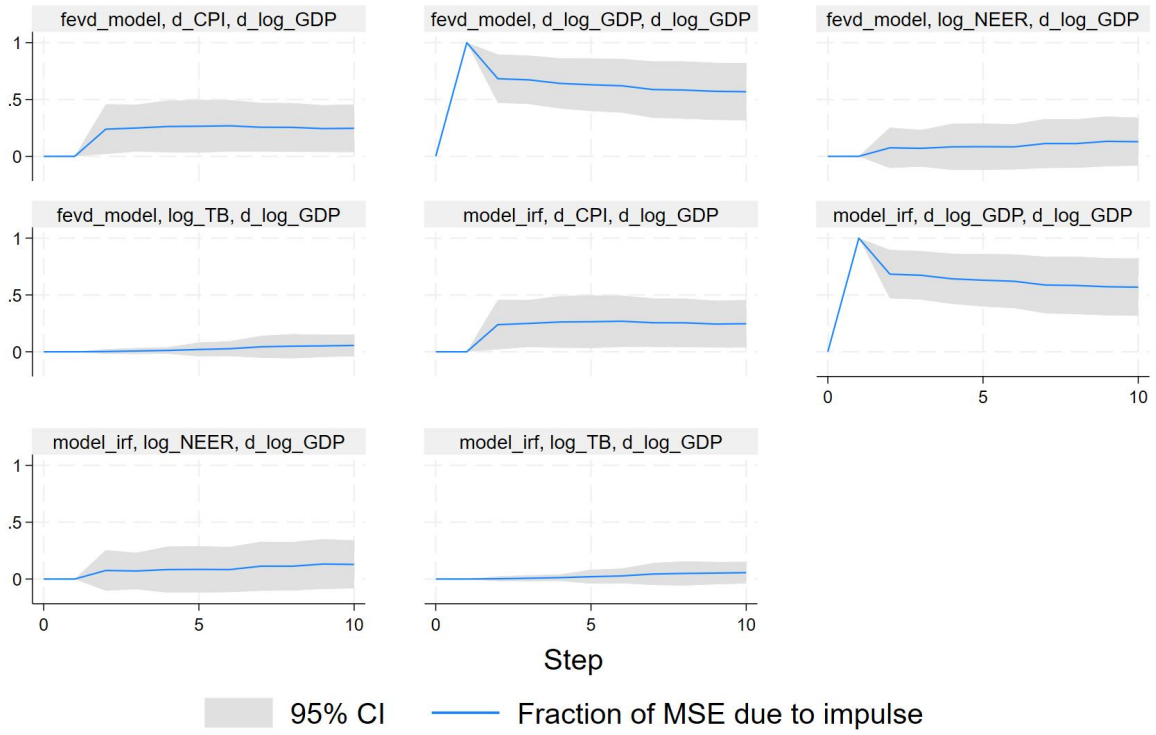 fevd_model, d_CPI, d_log_GDP
fevd_model, d_log_GDP, d_log_GDP
fevd_model, log_NEER, d_log_GDP
1
.5
0
fevd_model, log_TB, d_log_GDP
model_irf, d_CPI, d_log_GDP
model_irf, d_log_GDP, d_log_GDP
1
.5
0
0 5 10
model_irf, log_NEER, d_log_GDP
model_irf, log_TB, d_log_GDP
1
.5
0
0 5 10
0 5 10
Step
95% CI
Fraction of MSE due to impulse